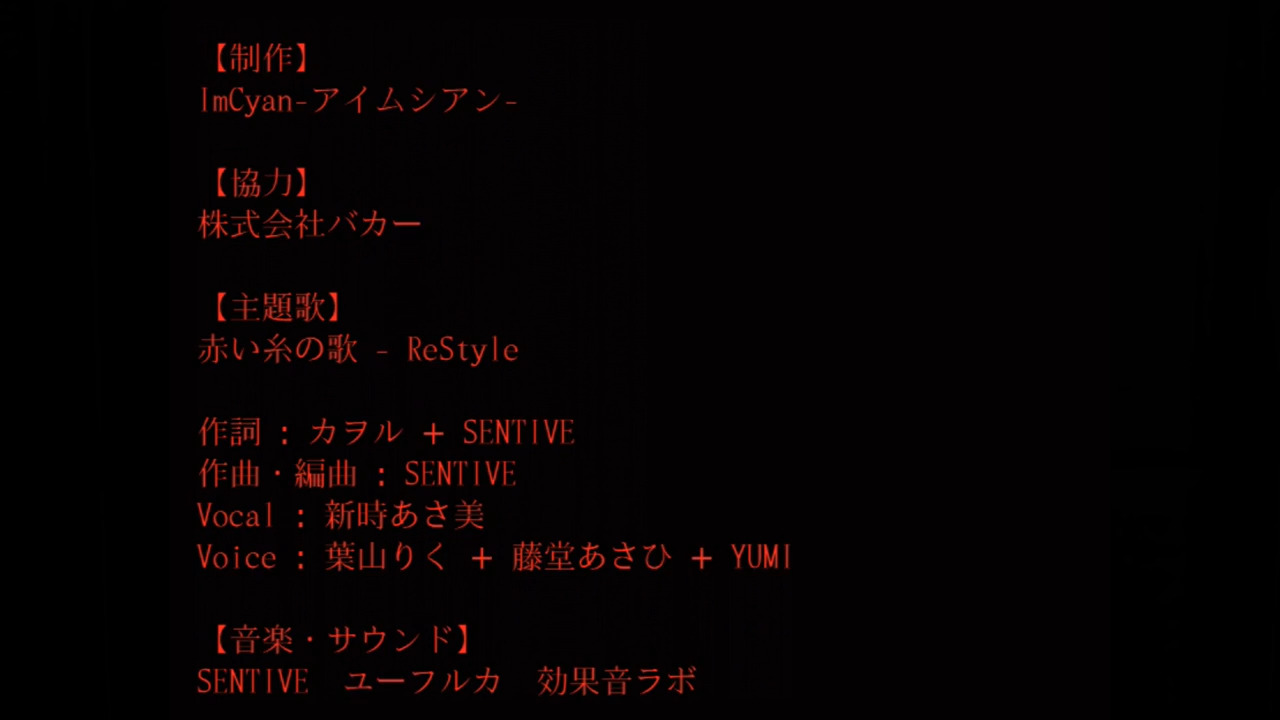 【制作】
ImCyan-アイムシアン-
【協力】
株式会社バカー
【主題歌】
赤い糸の歌 - ReStyle
作詞 : カヲル + SENTIVE
作曲・編曲 : SENTIVE
Vocal : 新時あさ美
Voice : 葉山りく + 藤堂あさひ + YUMI
【音楽・サウンド】
SENTIVE ユーフルカ 効果音ラボ